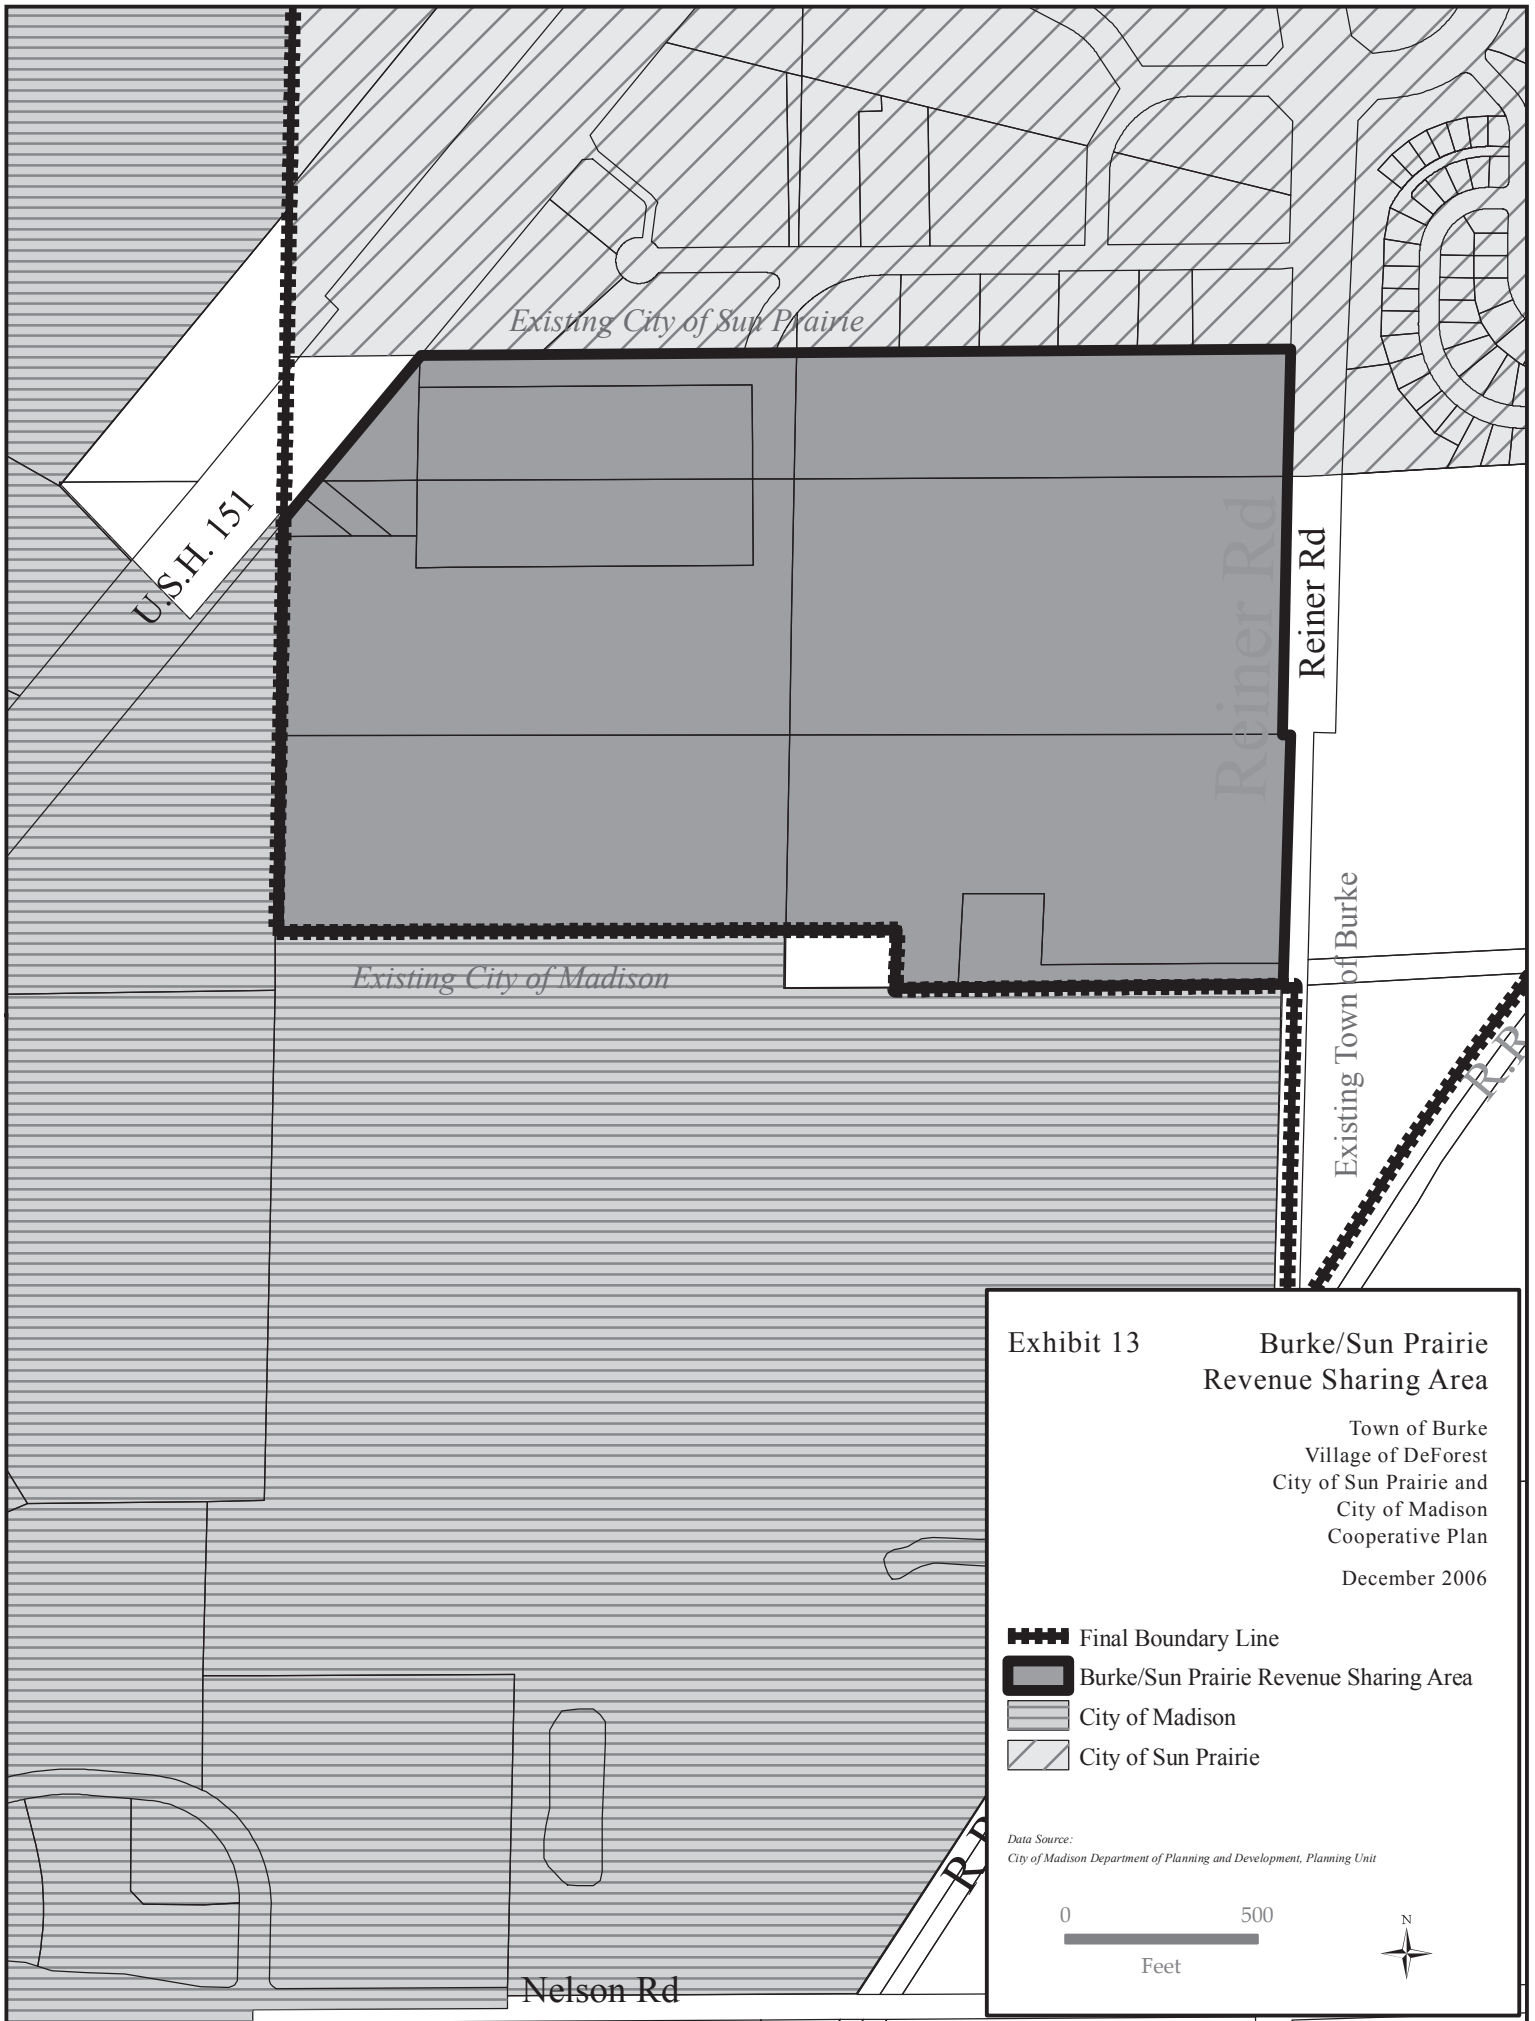 Existing City of Sun Prairie
U.S.H. 151
Reiner Rd
Reiner Rd
Existing Town of Burke
Existing City of Madison
R.R
Exhibit 13
Burke/Sun Prairie
Revenue Sharing Area
Town of Burke
Village of DeForest
City of Sun Prairie and
City of Madison
Cooperative Plan
December 2006
Final Boundary Line
Burke/Sun Prairie Revenue Sharing Area
City of Madison
City of Sun Prairie
Data Source:
City of Madison Department of Planning and Development, Planning Unit
0 500
Feet
N
Nelson Rd